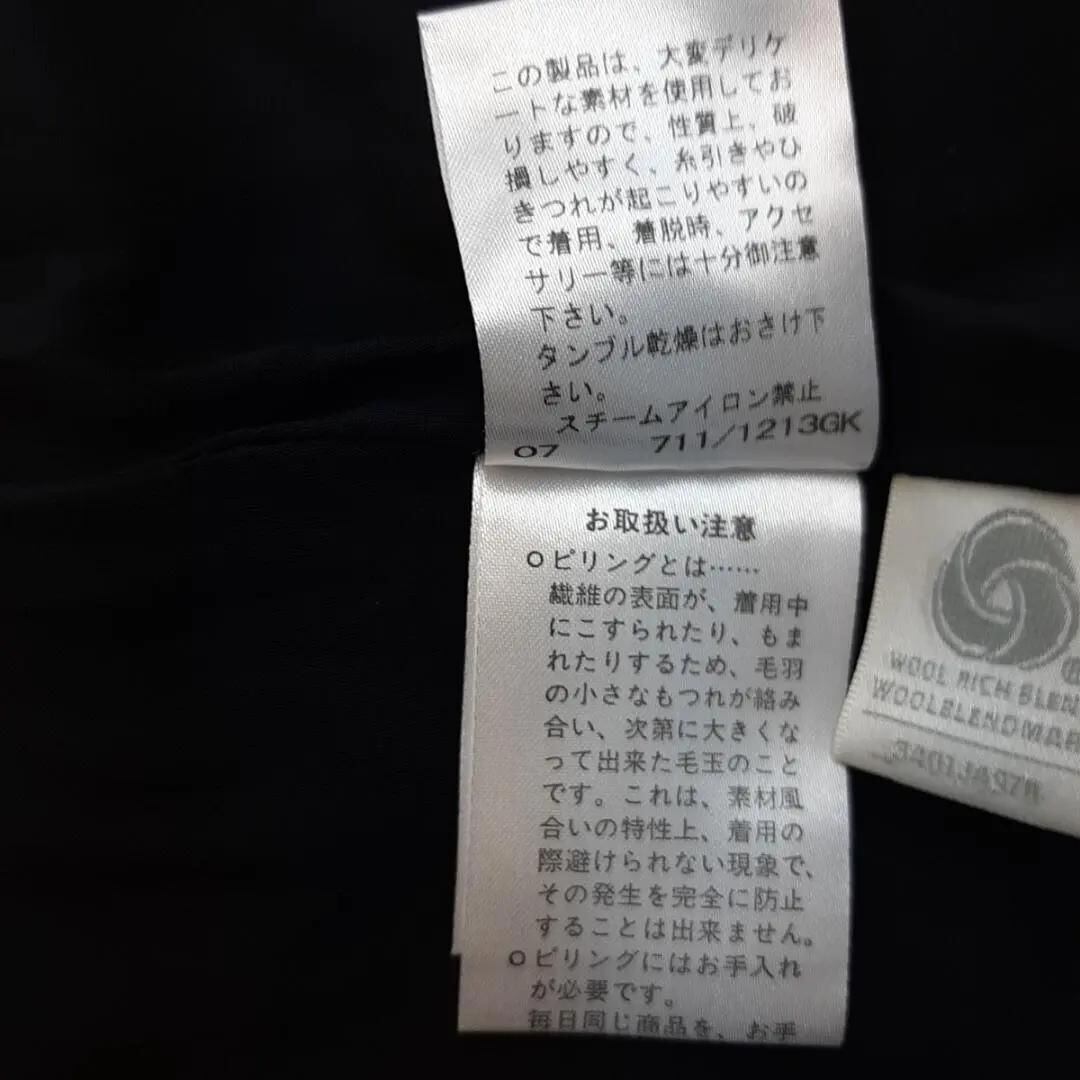 この製品は、大変デリケ
ートな素材を使用してお
りますので、性質上、破
損しやすく、糸引きやひ
きつれが起こりやすいの
で着用、着脱時、アクセ
サリー等には十分御注意
下さい。
タンブル乾燥はおさけ下
さい。
スチームアイロン禁止
07 711/1213GK
お取扱い注意
○ピリングとは……
繊維の表面が、着用中
にこすられたり、もま
れたりするため、毛羽
の小さなもつれが絡み
合い、次第に大きくな
って出来た毛玉のこと
です。これは、素材風
合いの特性上、着用の
際避けられない現象で、
その発生を完全に防止
することは出来ません。
○ピリングにはお手入れ
が必要です。
毎日同じ商品を、お手
WOOL RICH BLEN
WOOLBLENDMAR